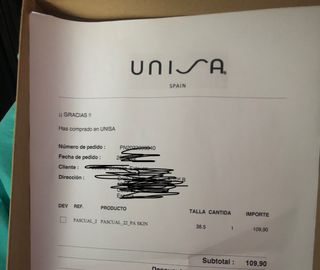 UNISA
SPAIN
¡¡ GRACIAS !!
Has comprado en UNISA
Número de pedido :
Fecha de pedido :
Cliente :
Dirección :
DEV REF. PRODUCTO TALLA CANTIDA IMPORTE
PASCUAL_2 PASCUAL_22_PA SKIN 38.5 1 109,90
Subtotal : 109,90